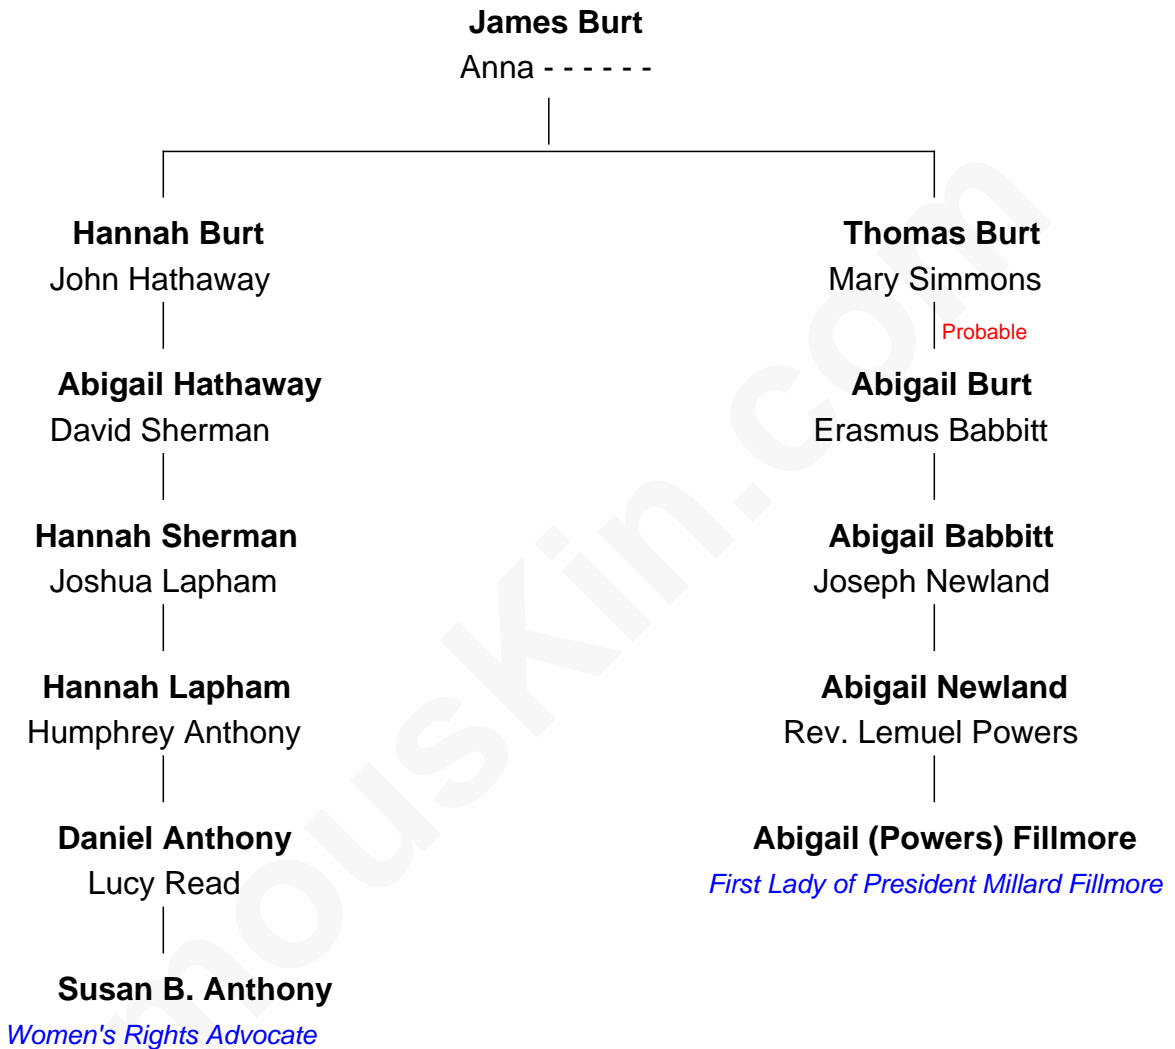 James Burt
Anna - - - - - -
Hannah Burt
John Hathaway
Thomas Burt
Mary Simmons
Probable
Abigail Hathaway
David Sherman
Abigail Burt
Erasmus Babbitt
Hannah Sherman
Joshua Lapham
Abigail Babbitt
Joseph Newland
Hannah Lapham
Humphrey Anthony
Abigail Newland
Rev. Lemuel Powers
Daniel Anthony
Lucy Read
Abigail (Powers) Fillmore
First Lady of President Millard Fillmore
Susan B. Anthony
Women's Rights Advocate
mousKin.com